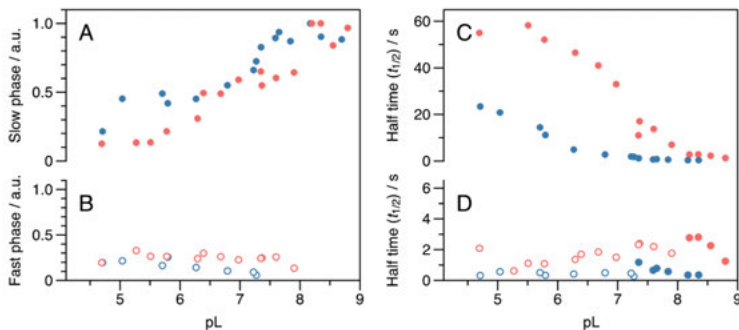 A
Slow phase / a.u.
1.0
0.5
0
B
Fast phase / a.u.
1.0
0.5
0
5 6 7 8 9
pL
C
Half time (t1/2) / s
60
40
20
0
D
Half time (t1/2) / s
6
4
2
0
5 6 7 8 9
pL